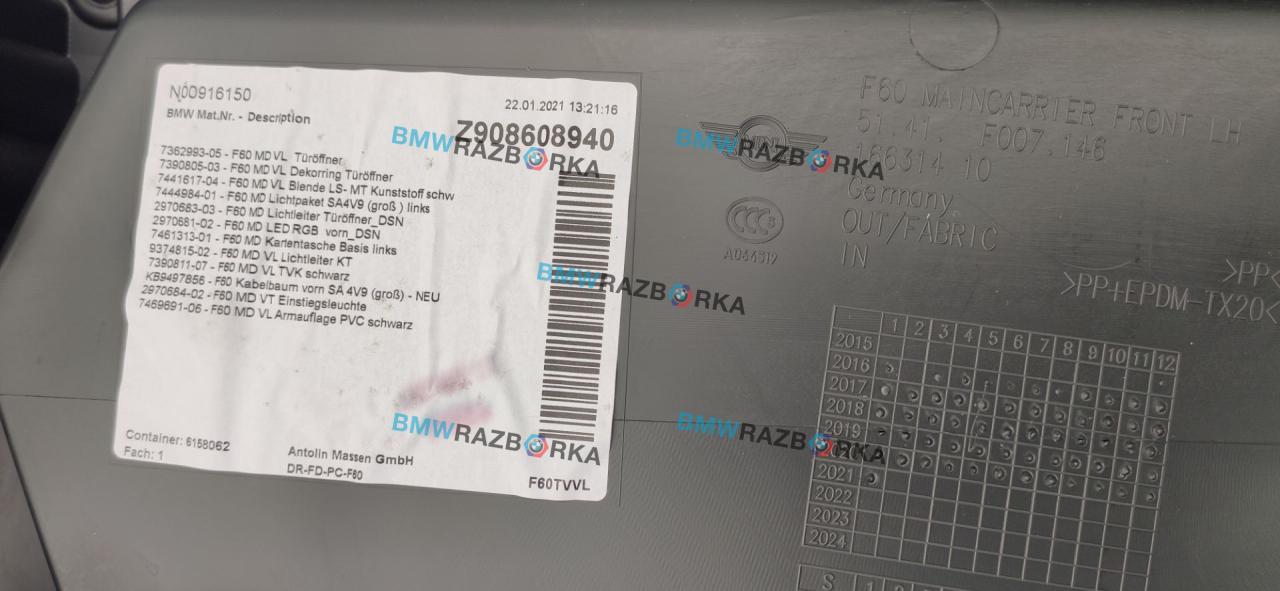 N00916150
22.01.2021 13:21:16
BMW Mat.Nr. - Description
Z908608940
7362993-05 - F60 MD VL Türöffner
7390805-03 - F60 MD VL Dekorring Türöffner
7441617-04 - F60 MD VL Blende LS- MT Kunststoff schw
7444984-01 - F60 MD Lichtpaket SA4V9 (groß ) links
2970683-03 - F60 MD Lichtleiter Türöffner_DSN
2970681-02 - F60 MD LED RGB vorn_DSN
7461313-01 - F60 MD Kartentasche Basis links
9374815-02 - F60 MD VL Lichtleiter KT
7390811-07 - F60 MD VL TVK schwarz
KB9497856 - F60 Kabelbaum vorn SA 4V9 (groß) - NEU
2970684-02 - F60 MD VT Einstiegsleuchte
7469691-06 - F60 MD VL Armauflage PVC schwarz
Container: 6158062
Fach: 1
Antolin Massen GmbH
DR-FD-PC-F60
F60TVVL
BMWRAZBORKA
BMWRAZBORKA
BMWRAZBORKA
BMWRAZBORKA
BMWRAZBORKA
F60 MAINCARRIER FRONT LH
51.41. F007.146
166314 10
Germany
OUT/FABRIC
IN
CCC S
A044519
>PP<
>PP+EPDM-TX20<
1 2 3 4 5 6 7 8 9 10 11 12
2015
2016
2017
2018
2019
2021
2022
2023
2024
S 1